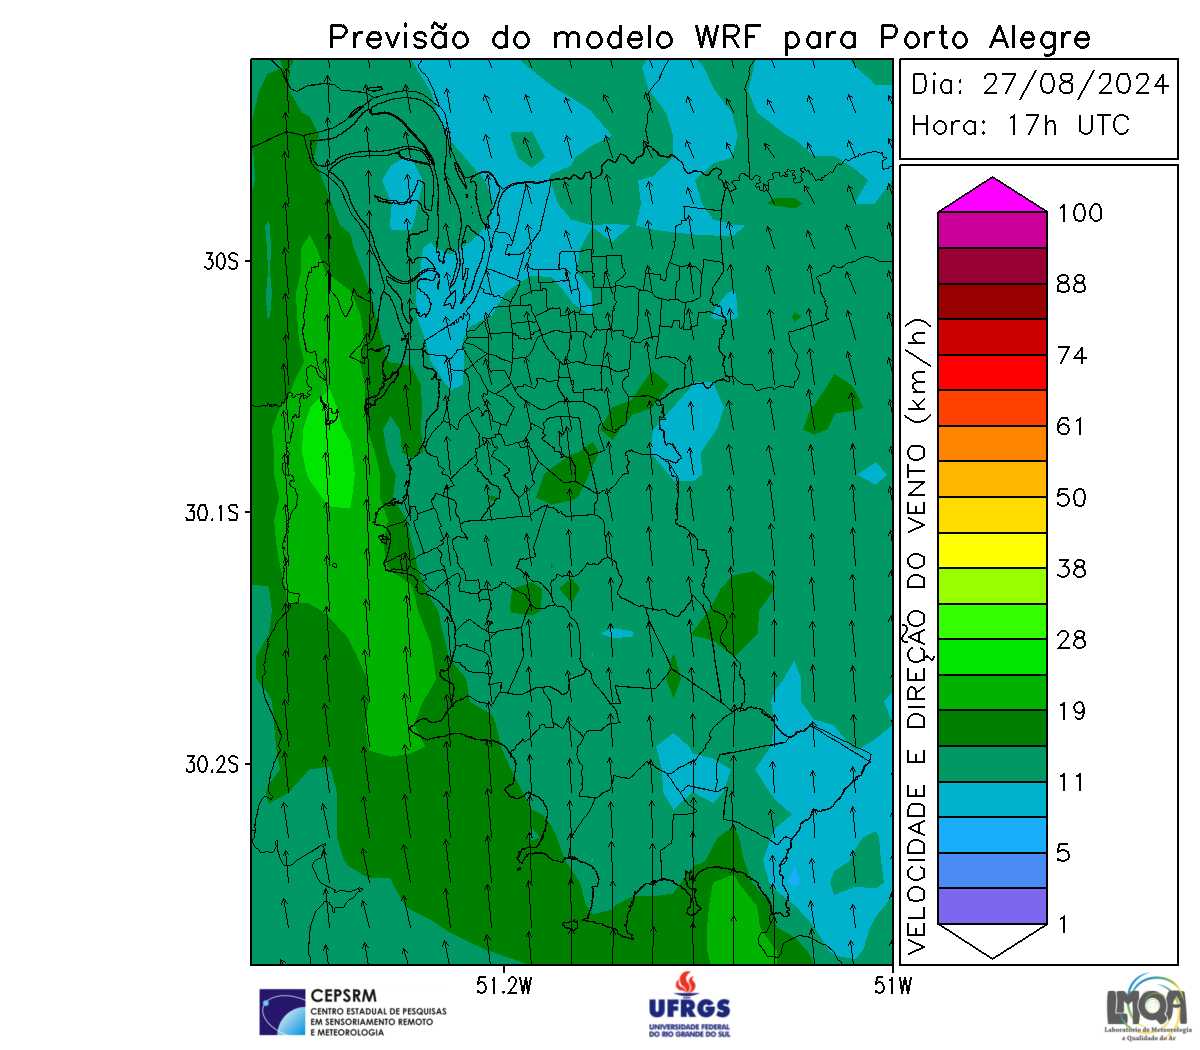 Previsão do modelo WRF para Porto Alegre
Dia: 27/08/2024
Hora: 17h UTC
30S
30.1S
30.2S
51.2W
51W
VELOCIDADE E DIREÇÃO DO VENTO (km/h)
100
88
74
61
50
38
28
19
11
5
1
CEPSRM
CENTRO ESTADUAL DE PESQUISAS
EM SENSORIAMENTO REMOTO
E METEOROLOGIA
UFRGS
UNIVERSIDADE FEDERAL
DO RIO GRANDE DO SUL
LMQA
Laboratório de Meteorologia
e Qualidade do Ar